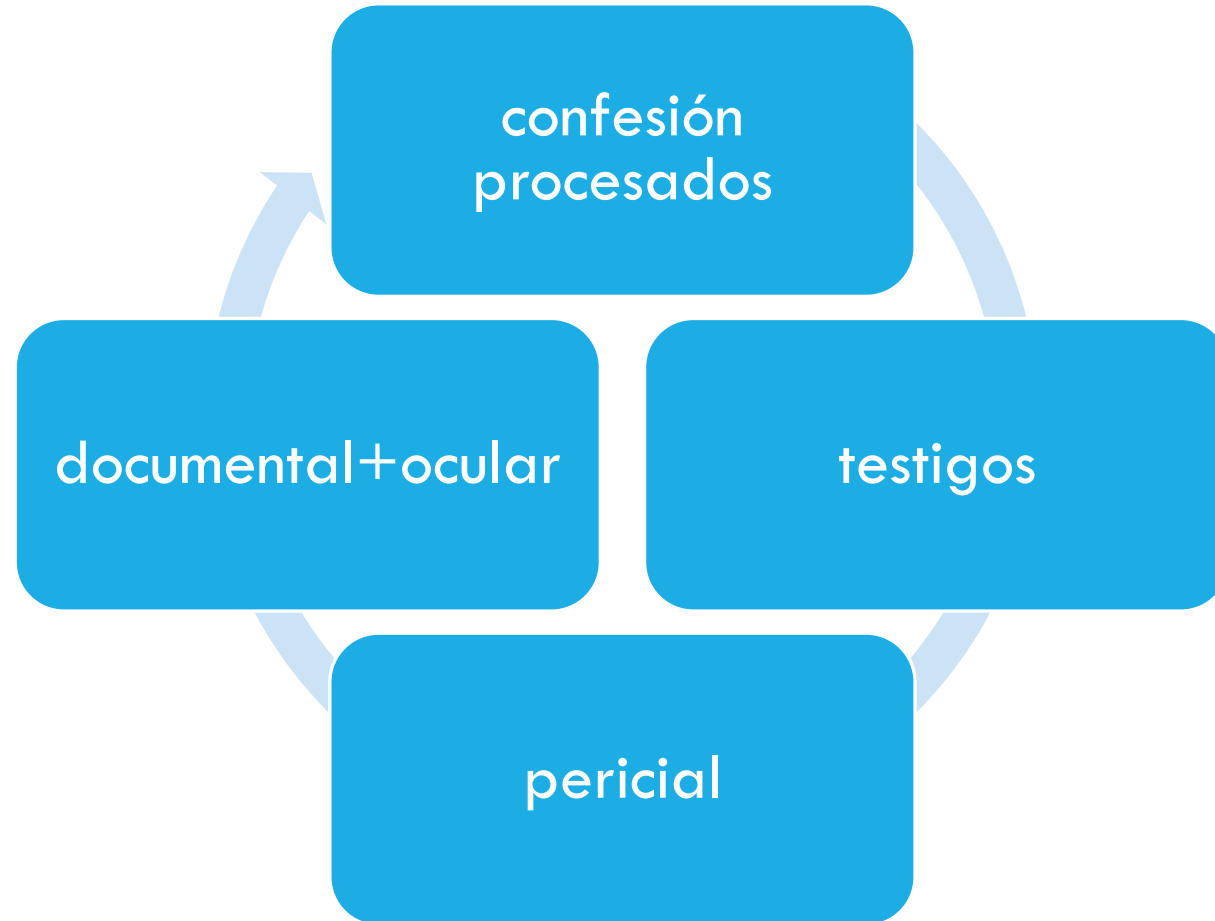 confesión
procesados
testigos
pericial
documental+ocular